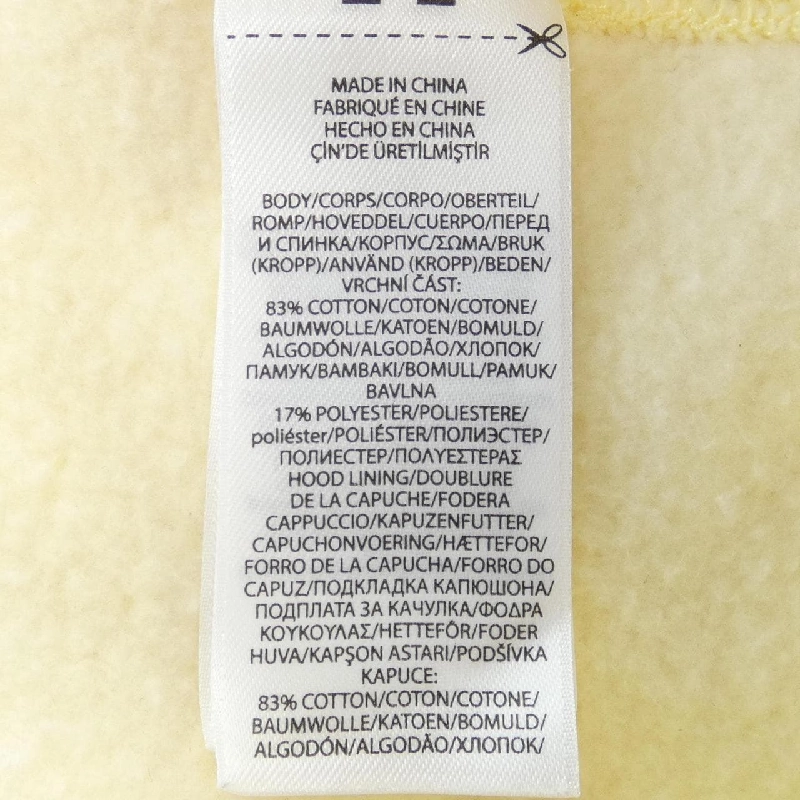 MADE IN CHINA
FABRIQUÉ EN CHINE
HECHO EN CHINA
ÇİN'DE ÜRETİLMİŞTİR
BODY/CORPS/CORPO/OBERTEIL/
ROMP/HOVEDDEL/CUERPO/ПЕРЕД
И СПИНКА/КОРПУС/ΣΩΜΑ/BRUK
(KROPP)/ANVÄND (KROPP)/BEDEN/
VRCHNÍ ČÁST:
83% COTTON/COTON/COTONE/
BAUMWOLLE/KATOEN/BOMULD/
ALGODÓN/ALGODÃO/ХЛОПОК/
ПАМУК/ΒΑΜΒΑΚΙ/BOMULL/PAMUK/
BAVLNA
17% POLYESTER/POLIESTERE/
poliéster/POLIÉSTER/ПОЛИЭСТЕР/
ПОЛИЕСТЕР/ΠΟΛΥΕΣΤΕΡΑΣ
HOOD LINING/DOUBLURE
DE LA CAPUCHE/FODERA
CAPPUCCIO/KAPUZENFUTTER/
CAPUCHONVOERING/HÆTTEFOR/
FORRO DE LA CAPUCHA/FORRO DO
CAPUZ/ПОДКЛАДКА КАПЮШОНА/
ПОДПЛАТА ЗА КАЧУЛКА/ΦΟΔΡΑ
ΚΟΥΚΟΥΛΑΣ/HETTEFÓR/FODER
HUVA/KAPŞON ASTARI/PODŠÍVKA
KAPUCE:
83% COTTON/COTON/COTONE/
BAUMWOLLE/KATOEN/BOMULD/
ALGODÓN/ALGODÃO/ХЛОПОК/